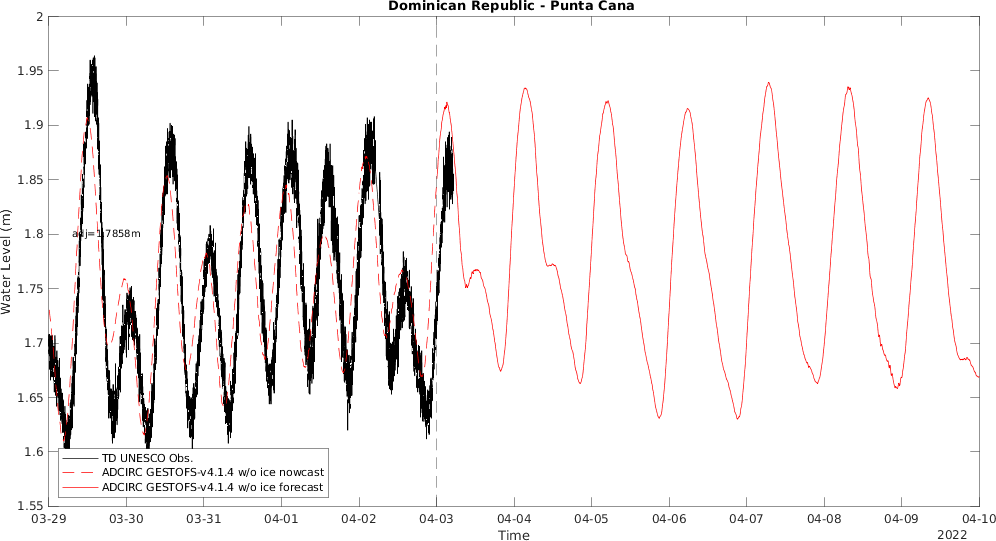 Dominican Republic - Punta Cana
2
1.95
1.9
1.85
1.8
1.75
1.7
1.65
1.6
1.55
Water Level (m)
adj=1.7858m
TD UNESCO Obs.
ADCIRC GESTOFS-v4.1.4 w/o ice nowcast
ADCIRC GESTOFS-v4.1.4 w/o ice forecast
03-29 03-30 03-31 04-01 04-02 04-03 04-04 04-05 04-06 04-07 04-08 04-09 04-10
Time
2022